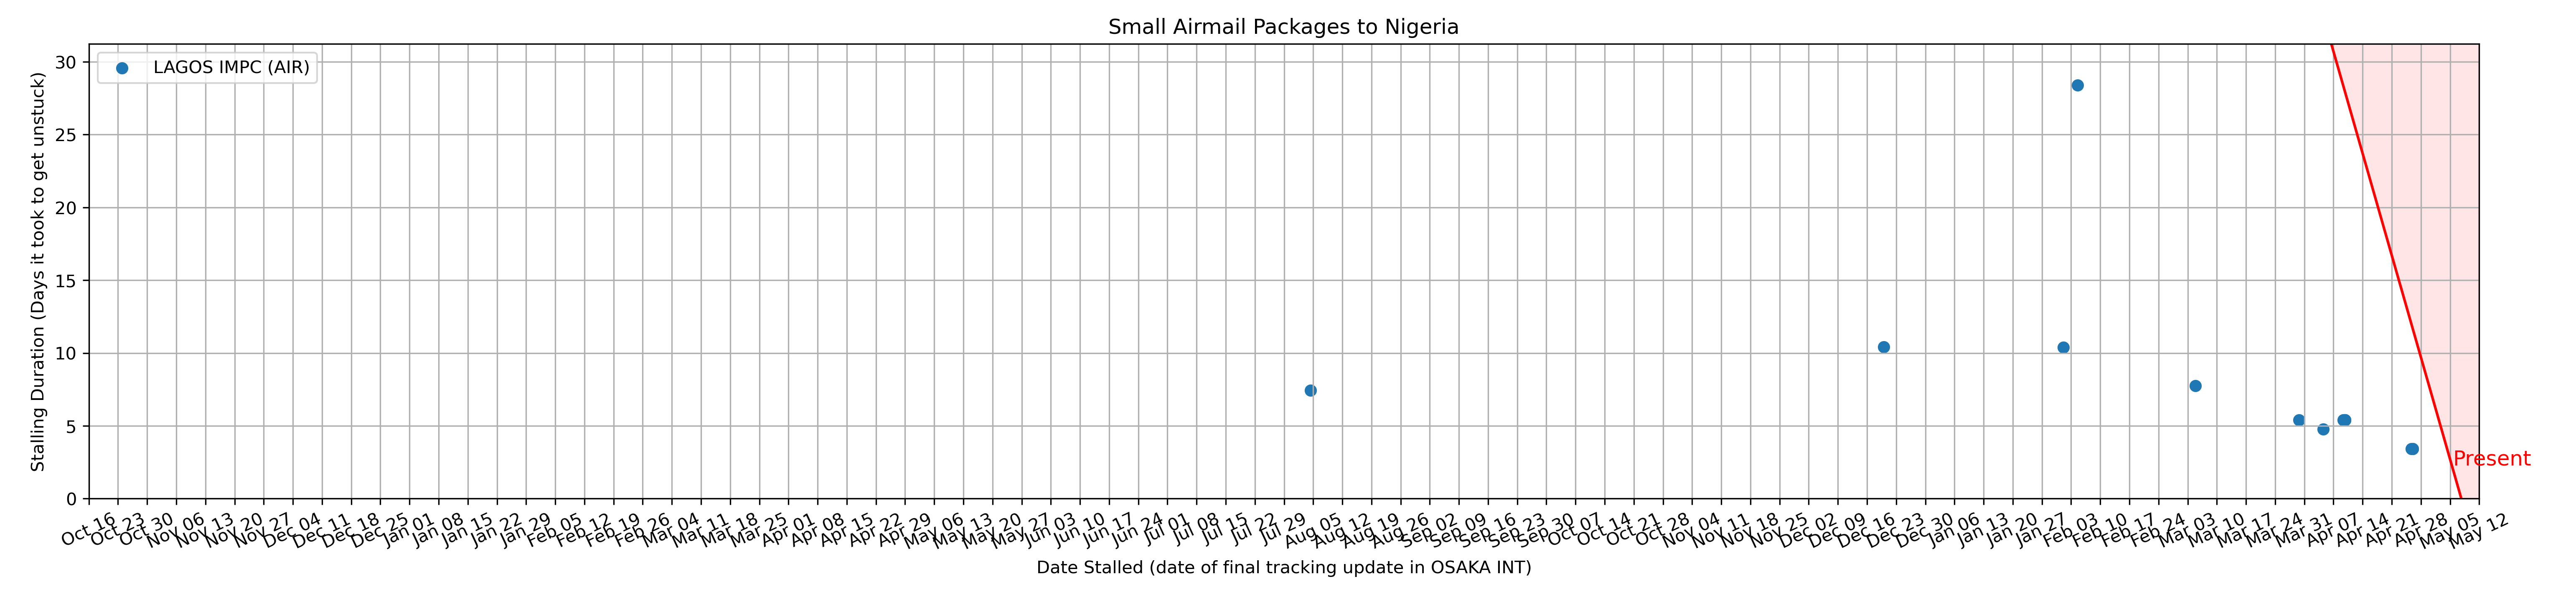 Small Airmail Packages to Nigeria
LAGOS IMPC (AIR)
Stalling Duration (Days it took to get unstuck)
30
25
20
15
10
5
0
Present
Oct 16 Oct 23 Oct 30 Nov 06 Nov 13 Nov 20 Nov 27 Dec 04 Dec 11 Dec 18 Dec 25 Jan 01 Jan 08 Jan 15 Jan 22 Jan 29 Feb 05 Feb 12 Feb 19 Feb 26 Mar 04 Mar 11 Mar 18 Mar 25 Apr 01 Apr 08 Apr 15 Apr 22 Apr 29 May 06 May 13 May 20 May 27 Jun 03 Jun 10 Jun 17 Jun 24 Jul 01 Jul 08 Jul 15 Jul 22 Jul 29 Aug 05 Aug 12 Aug 19 Aug 26 Sep 02 Sep 09 Sep 16 Sep 23 Sep 30 Oct 07 Oct 14 Oct 21 Oct 28 Nov 04 Nov 11 Nov 18 Nov 25 Dec 02 Dec 09 Dec 16 Dec 23 Dec 30 Jan 06 Jan 13 Jan 20 Jan 27 Feb 03 Feb 10 Feb 17 Feb 24 Mar 03 Mar 10 Mar 17 Mar 24 Mar 31 Apr 07 Apr 14 Apr 21 Apr 28 May 05 May 12
Date Stalled (date of final tracking update in OSAKA INT)